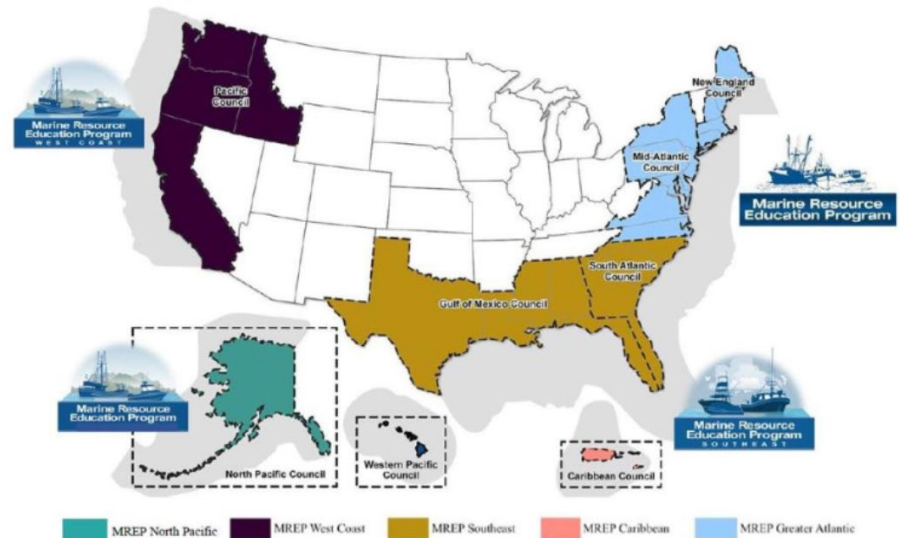 Pacific
Council
New England
Council
Marine Resource
Education Program
WEST COAST
Mid-Atlantic
Council
Marine Resource
Education Program
South Atlantic
Council
Gulf of Mexico Council
Marine Resource
Education Program
Marine Resource
Education Program
SOUTHEAST
North Pacific Council
Western Pacific
Council
Caribbean Council
MREP North Pacific
MREP West Coast
MREP Southeast
MREP Caribbean
MREP Greater Atlantic